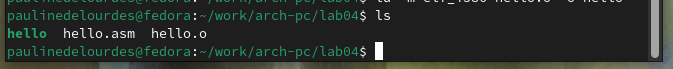 paulinedelourdes@fedora:~/work/arch-pc/lab04$ ls
hello  hello.asm  hello.o
paulinedelourdes@fedora:~/work/arch-pc/lab04$